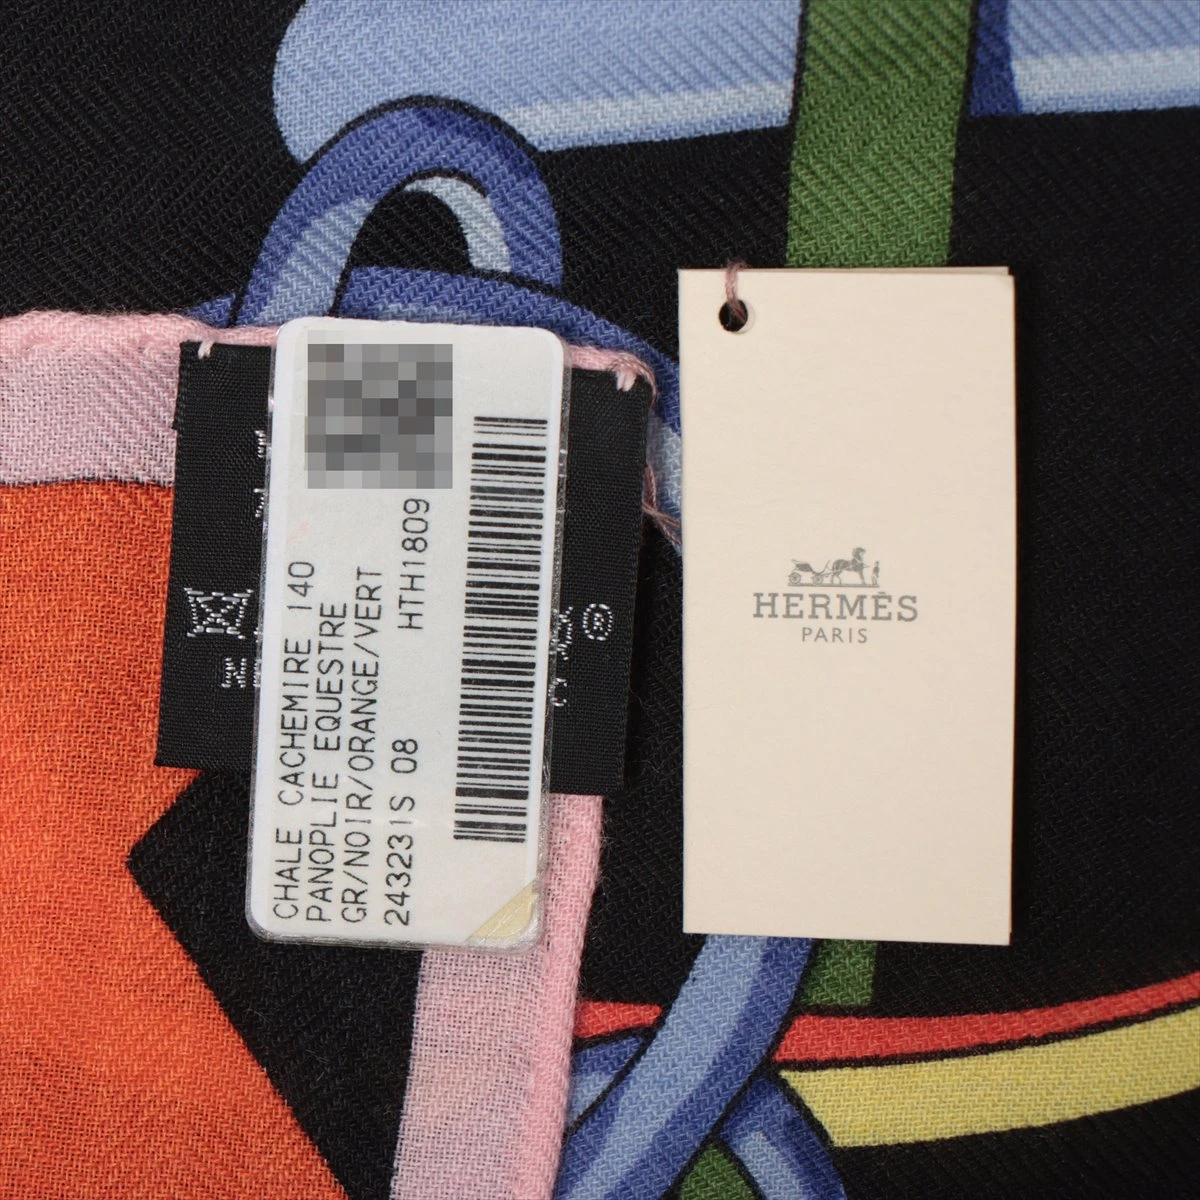 CHALE CACHEMIRE 140
PANOPLIE EQUESTRE
GR/NOIR/ORANGE/VERT
243231S 08 HTH1809
HERMÈS
PARIS